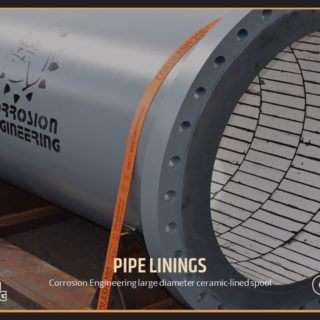 CORROSION
ENGINEERING
PIPE LININGS
Corrosion Engineering large diameter ceramic-lined spool